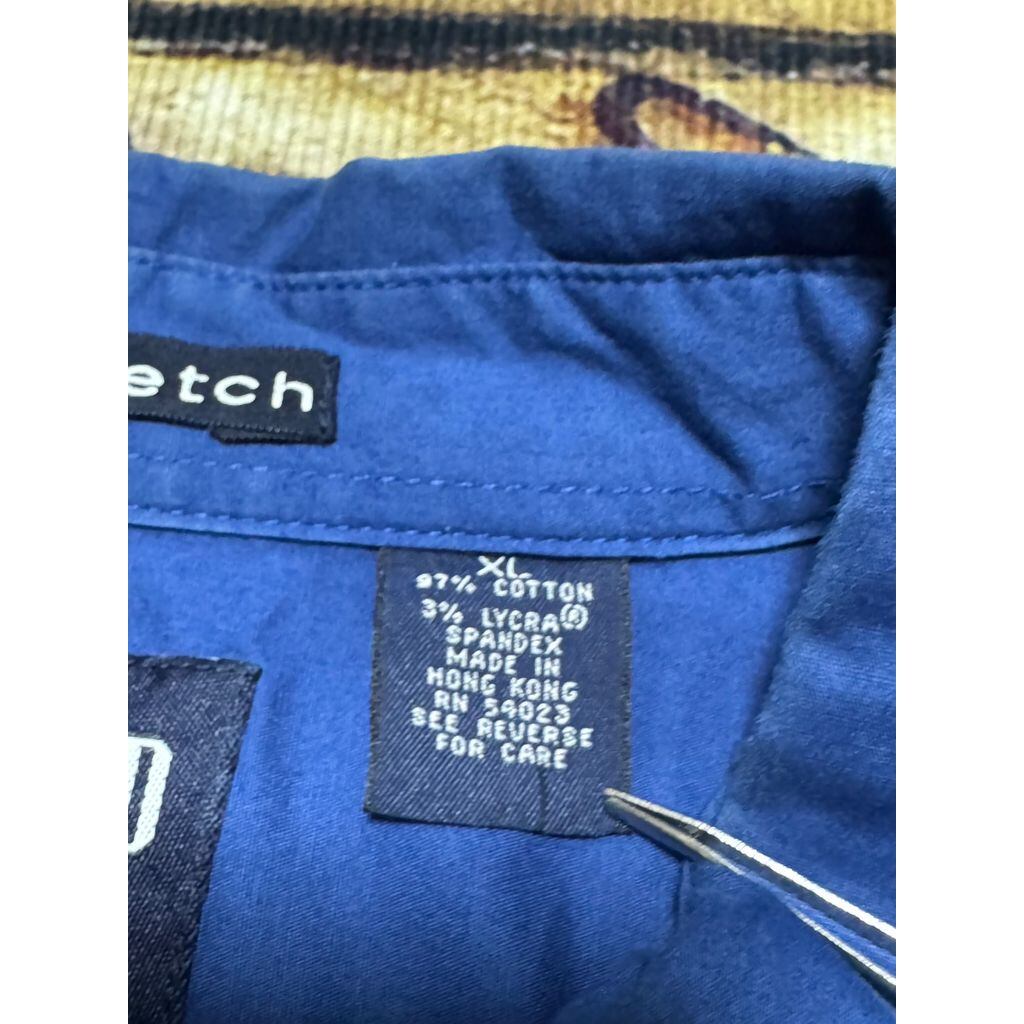 etch
XL
97% COTTON
3% LYCRA®
SPANDEX
MADE IN
HONG KONG
RN 54023
SEE REVERSE
FOR CARE